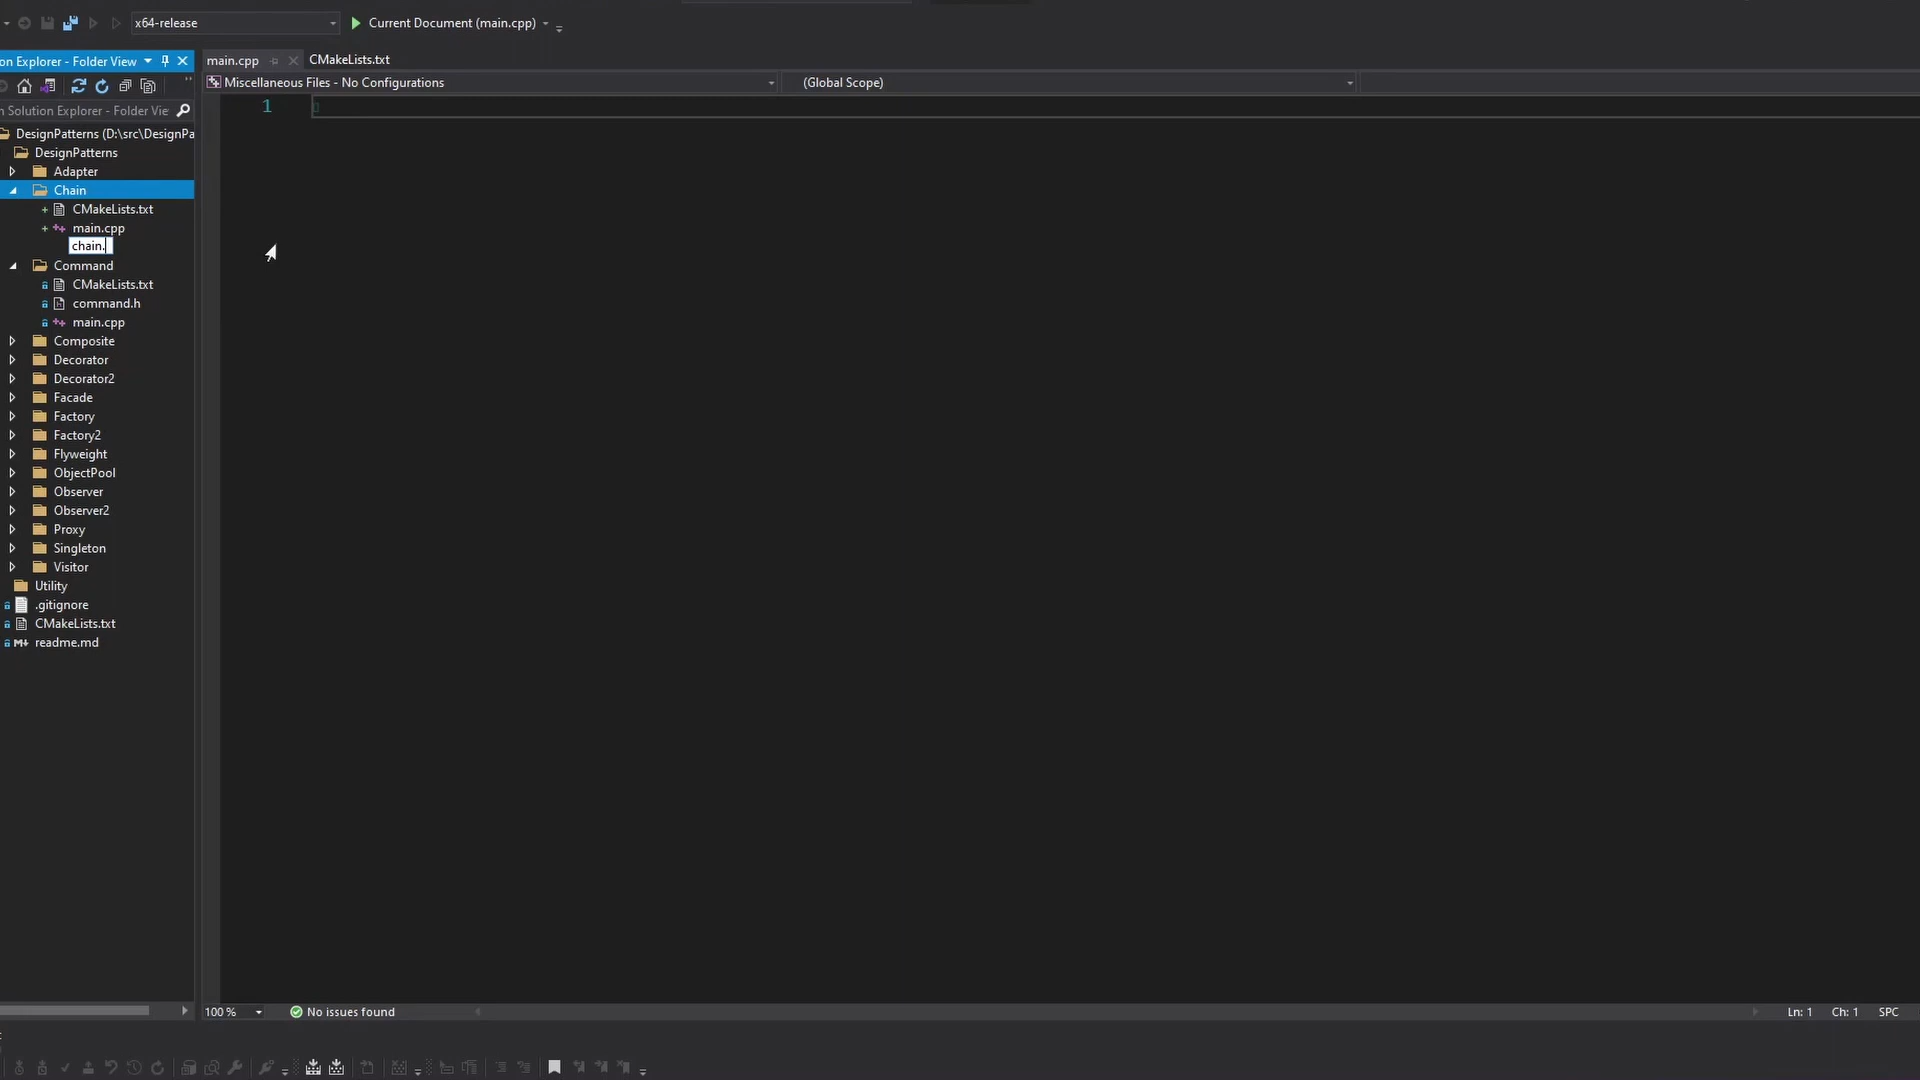 x64-release
Current Document (main.cpp)
on Explorer - Folder View
main.cpp
CMakeLists.txt
Miscellaneous Files - No Configurations
(Global Scope)
n Solution Explorer - Folder Vie
1
DesignPatterns (D:\src\DesignPa
DesignPatterns
Adapter
Chain
CMakeLists.txt
main.cpp
chain.
Command
CMakeLists.txt
command.h
main.cpp
Composite
Decorator
Decorator2
Facade
Factory
Factory2
Flyweight
ObjectPool
Observer
Observer2
Proxy
Singleton
Visitor
Utility
.gitignore
CMakeLists.txt
readme.md
100 %
No issues found
Ln: 1
Ch: 1
SPC